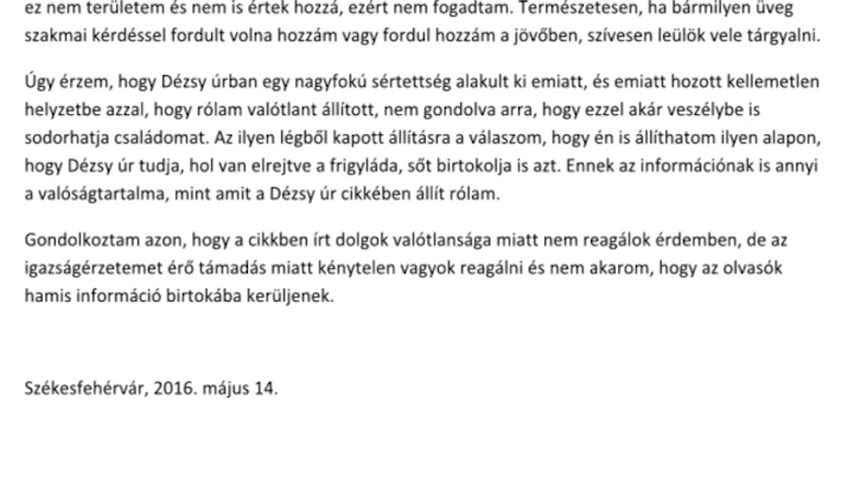 ez nem területem és nem is értek hozzá, ezért nem fogadtam. Természetesen, ha bármilyen üveg
szakmai kérdéssel fordult volna hozzám vagy fordul hozzám a jövőben, szívesen leülök vele tárgyalni.
Úgy érzem, hogy Dézsy úrban egy nagyfokú sértettség alakult ki emiatt, és emiatt hozott kellemetlen
helyzetbe azzal, hogy rólam valótlant állított, nem gondolva arra, hogy ezzel akár veszélybe is
sodorhatja családomat. Az ilyen légből kapott állításra a válaszom, hogy én is állíthatom ilyen alapon,
hogy Dézsy úr tudja, hol van elrejtve a frigyláda, sőt birtokolja is azt. Ennek az információnak is annyi
a valóságtartalma, mint amit a Dézsy úr cikkében állít rólam.
Gondolkoztam azon, hogy a cikkben írt dolgok valótlansága miatt nem reagálok érdemben, de az
igazságérzetemet érő támadás miatt kénytelen vagyok reagálni és nem akarom, hogy az olvasók
hamis információ birtokába kerüljenek.
Székesfehérvár, 2016. május 14.